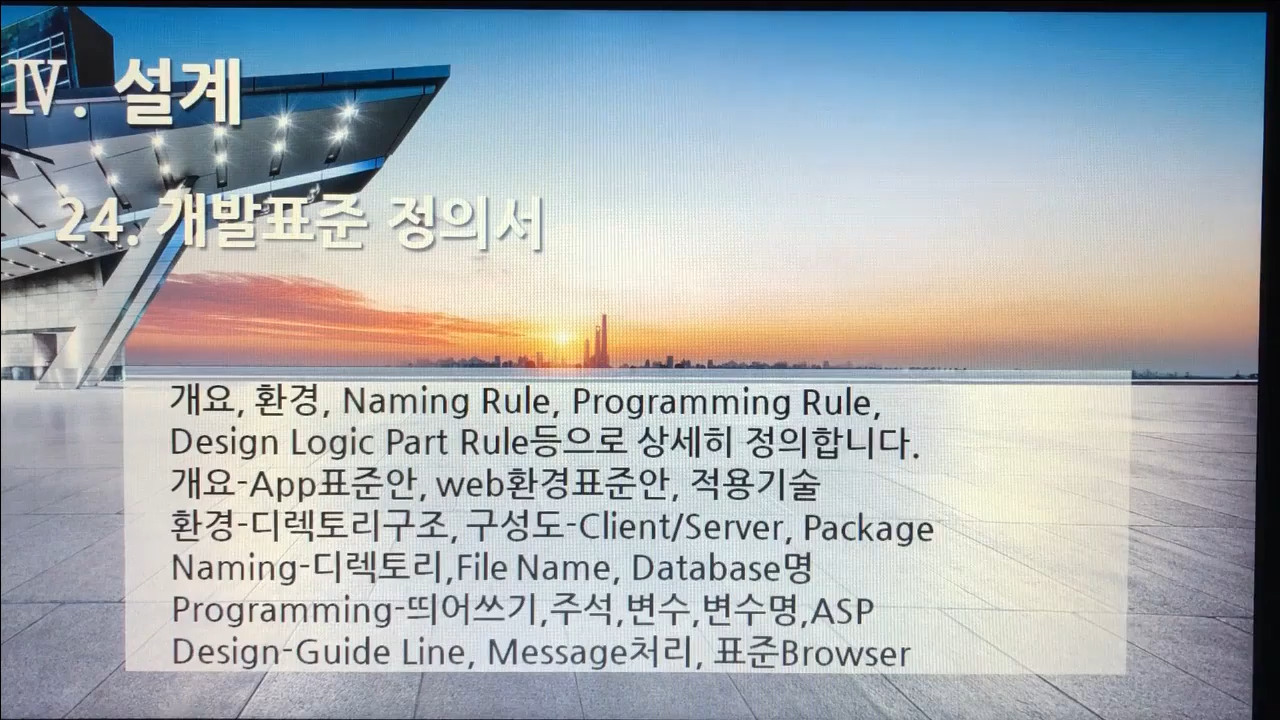 Ⅳ. 설계
24. 개발표준 정의서
개요, 환경, Naming Rule, Programming Rule,
Design Logic Part Rule등으로 상세히 정의합니다.
개요-App표준안, web환경표준안, 적용기술
환경-디렉토리구조, 구성도-Client/Server, Package
Naming-디렉토리,File Name, Database명
Programming-띄어쓰기,주석,변수,변수명,ASP
Design-Guide Line, Message처리, 표준Browser